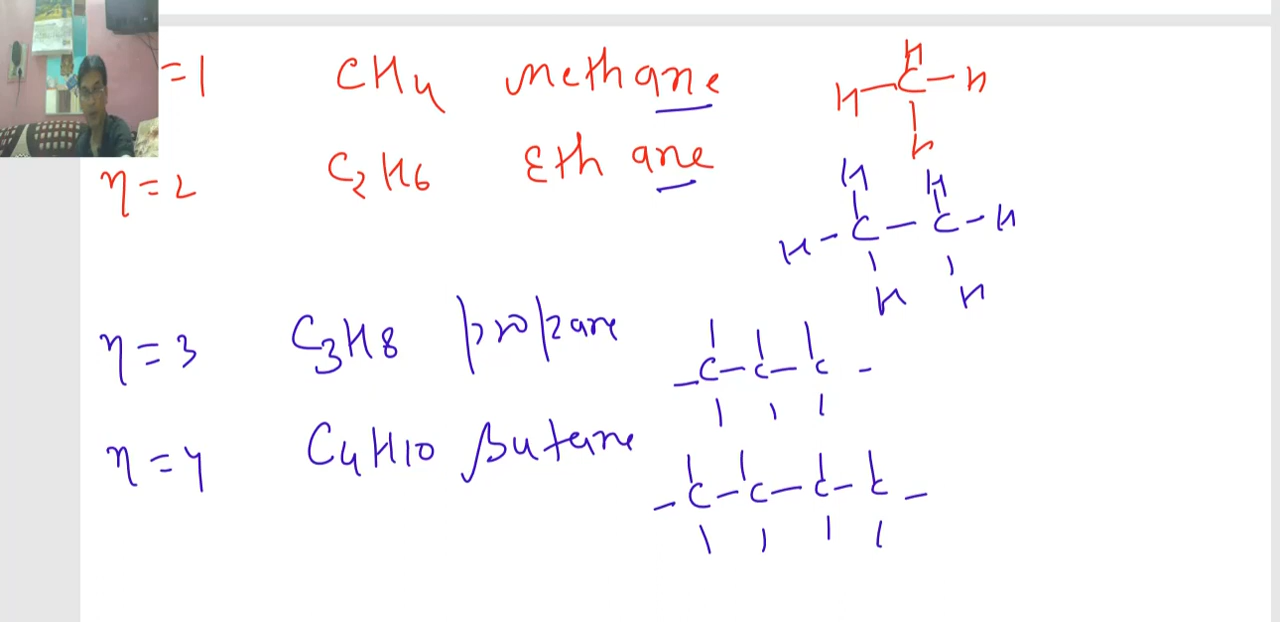 =1 CH4 methane
H
H-C-H
H
η=2 C2H6 Ethane
H H
H-C-C-H
H H
η=3 C3H8 propane
-C-C-C-
η=4 C4H10 Butane
-C-C-C-C-